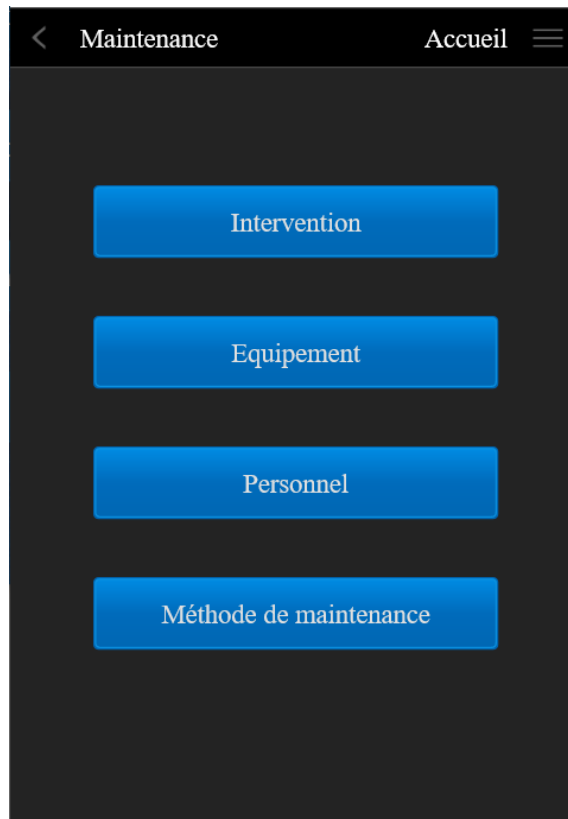 Maintenance Accueil
Intervention
Equipement
Personnel
Méthode de maintenance